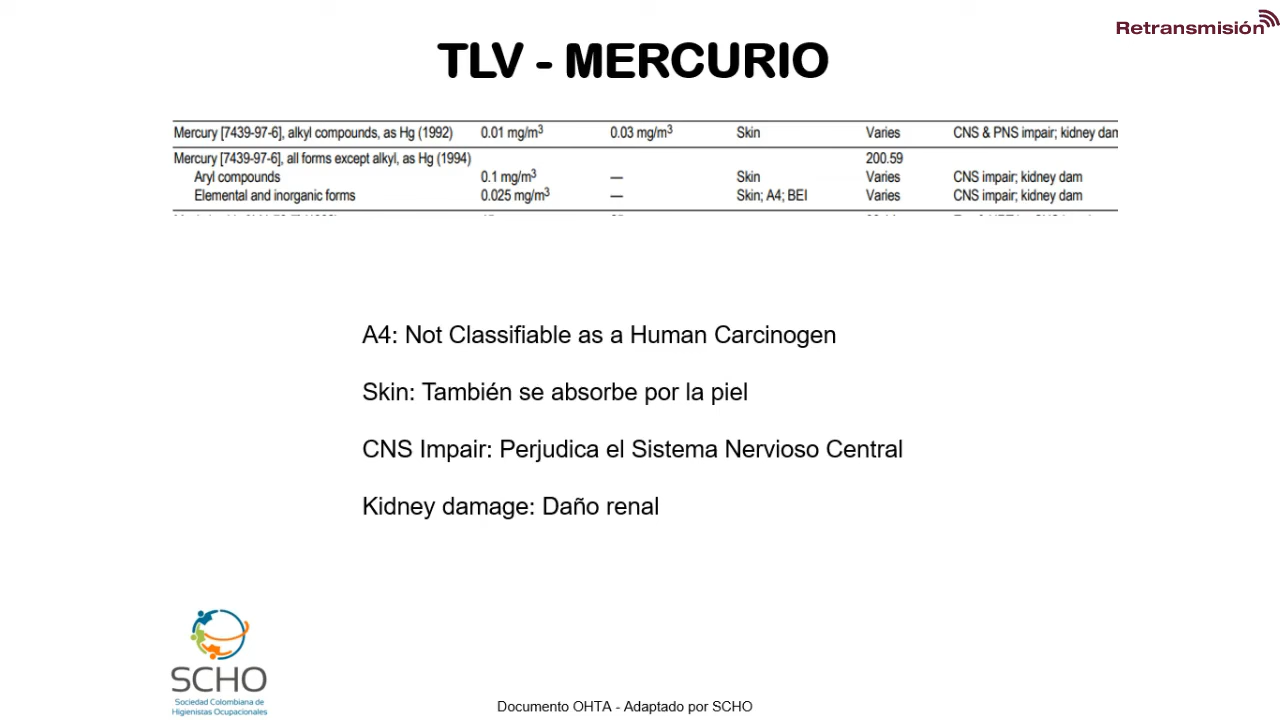 Retransmisión
TLV - MERCURIO
Mercury [7439-97-6], alkyl compounds, as Hg (1992) 0.01 mg/m³ 0.03 mg/m³ Skin Varies CNS & PNS impair; kidney dam
Mercury [7439-97-6], all forms except alkyl, as Hg (1994) 200.59
Aryl compounds 0.1 mg/m³ — Skin Varies CNS impair; kidney dam
Elemental and inorganic forms 0.025 mg/m³ — Skin; A4; BEI Varies CNS impair; kidney dam
A4: Not Classifiable as a Human Carcinogen
Skin: También se absorbe por la piel
CNS Impair: Perjudica el Sistema Nervioso Central
Kidney damage: Daño renal
SCHO
Sociedad Colombiana de
Higienistas Ocupacionales
Documento OHTA - Adaptado por SCHO